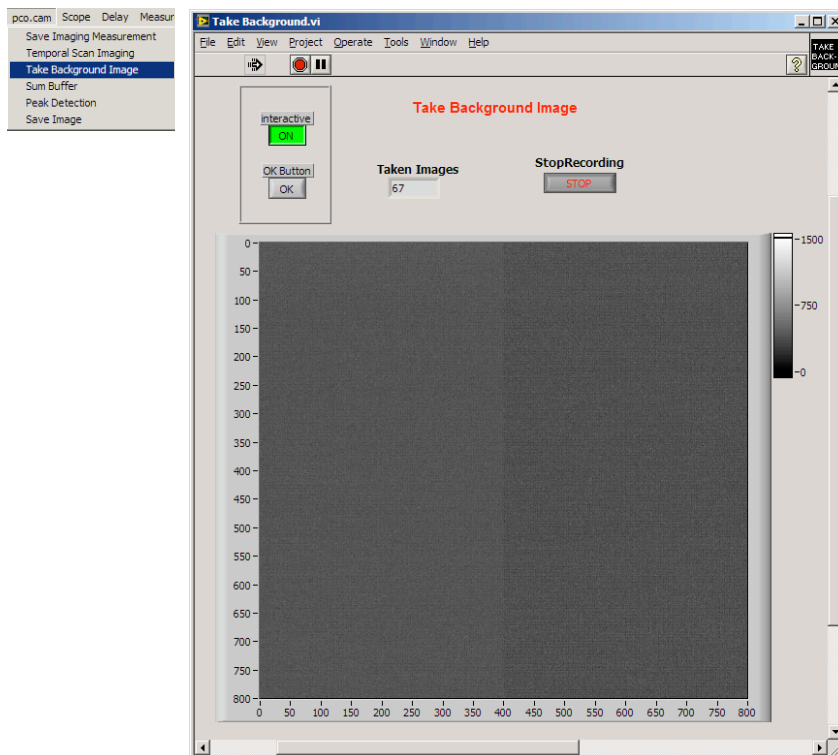 pco.cam Scope Delay Measur
Save Imaging Measurement
Temporal Scan Imaging
Take Background Image
Sum Buffer
Peak Detection
Save Image
Take Background.vi
File Edit View Project Operate Tools Window Help
?
TAKE
BACK-
GROUN
Take Background Image
interactive
ON
OK Button
OK
Taken Images
67
StopRecording
STOP
0
50
100
150
200
250
300
350
400
450
500
550
600
650
700
750
800
0 50 100 150 200 250 300 350 400 450 500 550 600 650 700 750 800
1500
750
0